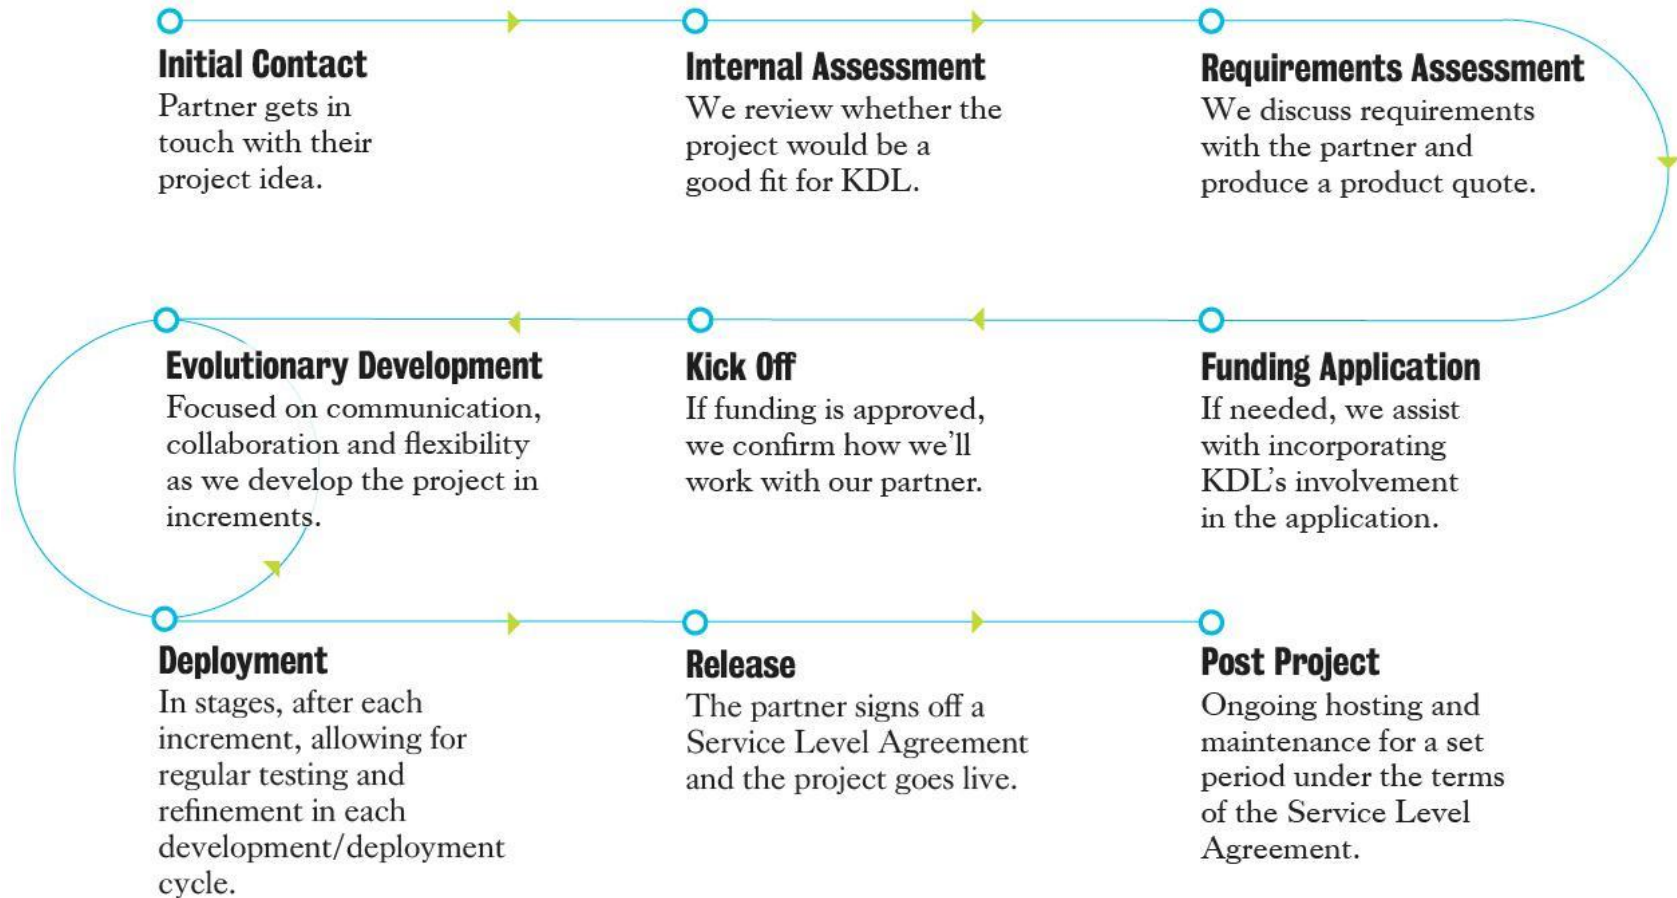 Initial Contact
Partner gets in
touch with their
project idea.
Internal Assessment
We review whether the
project would be a
good fit for KDL.
Requirements Assessment
We discuss requirements
with the partner and
produce a product quote.
Funding Application
If needed, we assist
with incorporating
KDL's involvement
in the application.
Kick Off
If funding is approved,
we confirm how we'll
work with our partner.
Evolutionary Development
Focused on communication,
collaboration and flexibility
as we develop the project in
increments.
Deployment
In stages, after each
increment, allowing for
regular testing and
refinement in each
development/deployment
cycle.
Release
The partner signs off a
Service Level Agreement
and the project goes live.
Post Project
Ongoing hosting and
maintenance for a set
period under the terms
of the Service Level
Agreement.